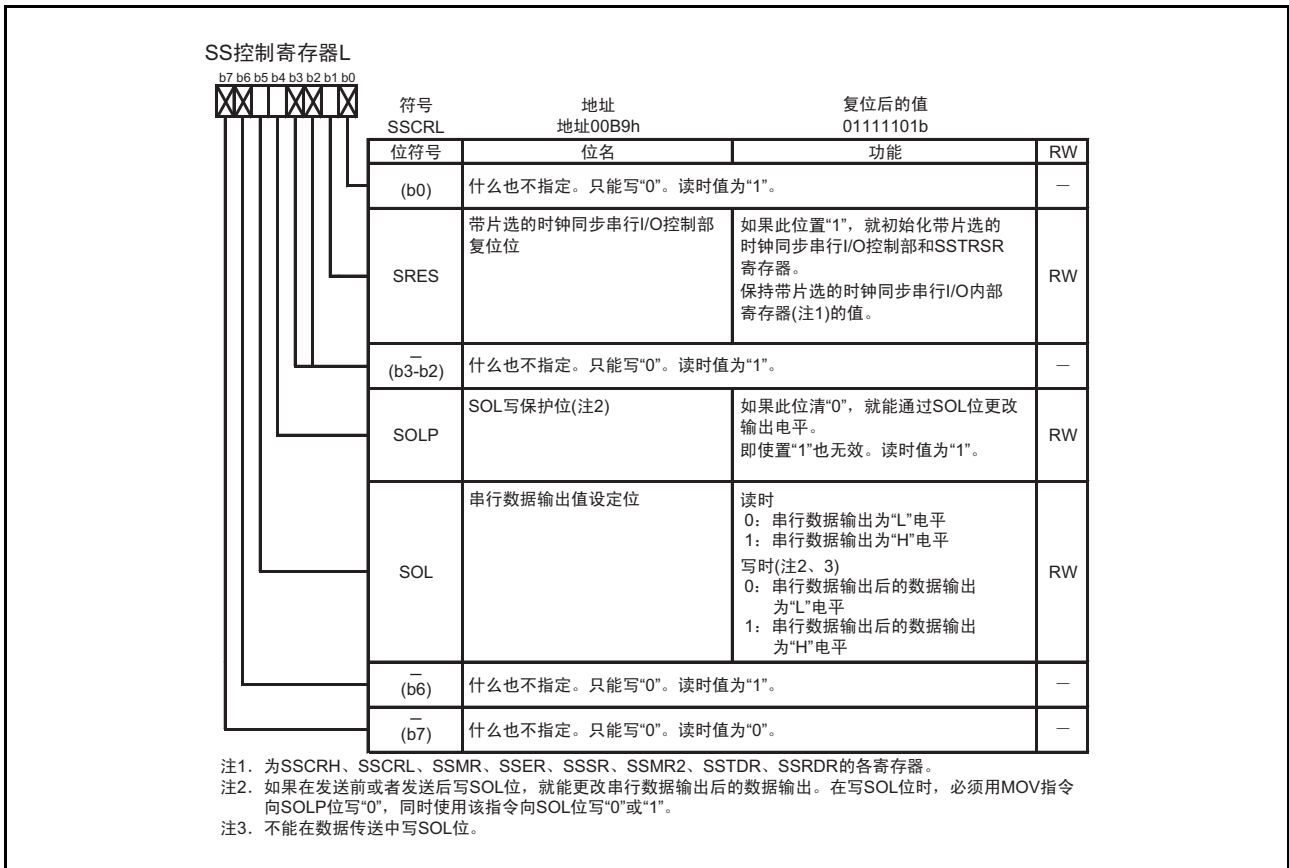 SS控制寄存器L
b7 b6 b5 b4 b3 b2 b1 b0
符号 地址 复位后的值
SSCRL 地址00B9h 01111101b
位符号 位名 功能 RW
(b0) 什么也不指定。只能写“0”。读时值为“1”。 —
SRES 带片选的时钟同步串行I/O控制部
复位位
如果此位置“1”，就初始化带片选的
时钟同步串行I/O控制部和SSTRSR
寄存器。
保持带片选的时钟同步串行I/O内部
寄存器(注1)的值。
RW
—
(b3-b2) 什么也不指定。只能写“0”。读时值为“1”。 —
SOLP SOL写保护位(注2)
如果此位清“0”，就能通过SOL位更改
输出电平。
即使置“1”也无效。读时值为“1”。
RW
SOL 串行数据输出值设定位
读时
0：串行数据输出为“L”电平
1：串行数据输出为“H”电平
写时(注2、3)
0：串行数据输出后的数据输出
为“L”电平
1：串行数据输出后的数据输出
为“H”电平
RW
—
(b6) 什么也不指定。只能写“0”。读时值为“1”。 —
—
(b7) 什么也不指定。只能写“0”。读时值为“0”。 —
注1. 为SSCRH、SSCRL、SSMR、SSER、SSSR、SSMR2、SSTDR、SSRDR的各寄存器。
注2. 如果在发送前或者发送后写SOL位，就能更改串行数据输出后的数据输出。在写SOL位时，必须用MOV指令
向SOLP位写“0”，同时使用该指令向SOL位写“0”或“1”。
注3. 不能在数据传送中写SOL位。